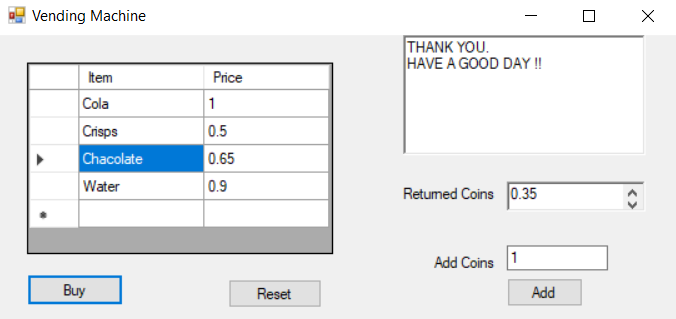 Vending Machine
Item Price
Cola 1
Crisps 0.5
Chacolate 0.65
Water 0.9
Buy
Reset
THANK YOU.
HAVE A GOOD DAY !!
Returned Coins 0.35
Add Coins 1
Add